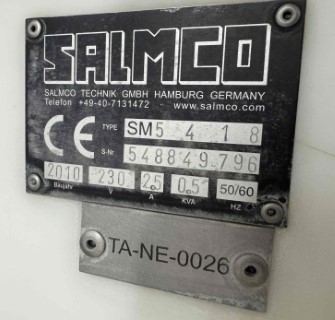 SALMCO
SALMCO TECHNIK GMBH HAMBURG GERMANY
Telefon +49-40-7131472 - www.salmco.com
CE TYPE SM5 4 1 8
S-Nr 548849.796
2010 230 2.5 0.5 50/60
Baujahr V A KVA HZ
TA-NE-0026